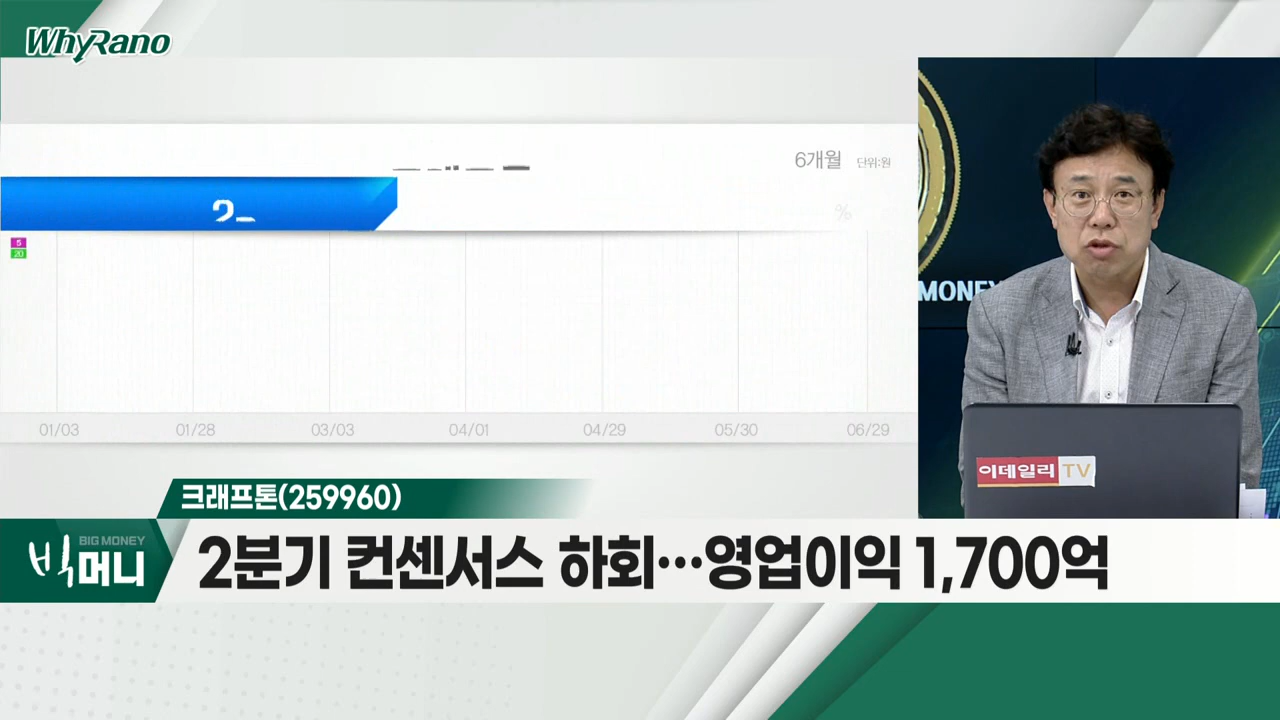 WhyRano
6개월 단위:원
%
5
20
01/03 01/28 03/03 04/01 04/29 05/30 06/29
MONEY
이데일리 TV
크래프톤(259960)
BIG MONEY
빅머니
2분기 컨센서스 하회…영업이익 1,700억